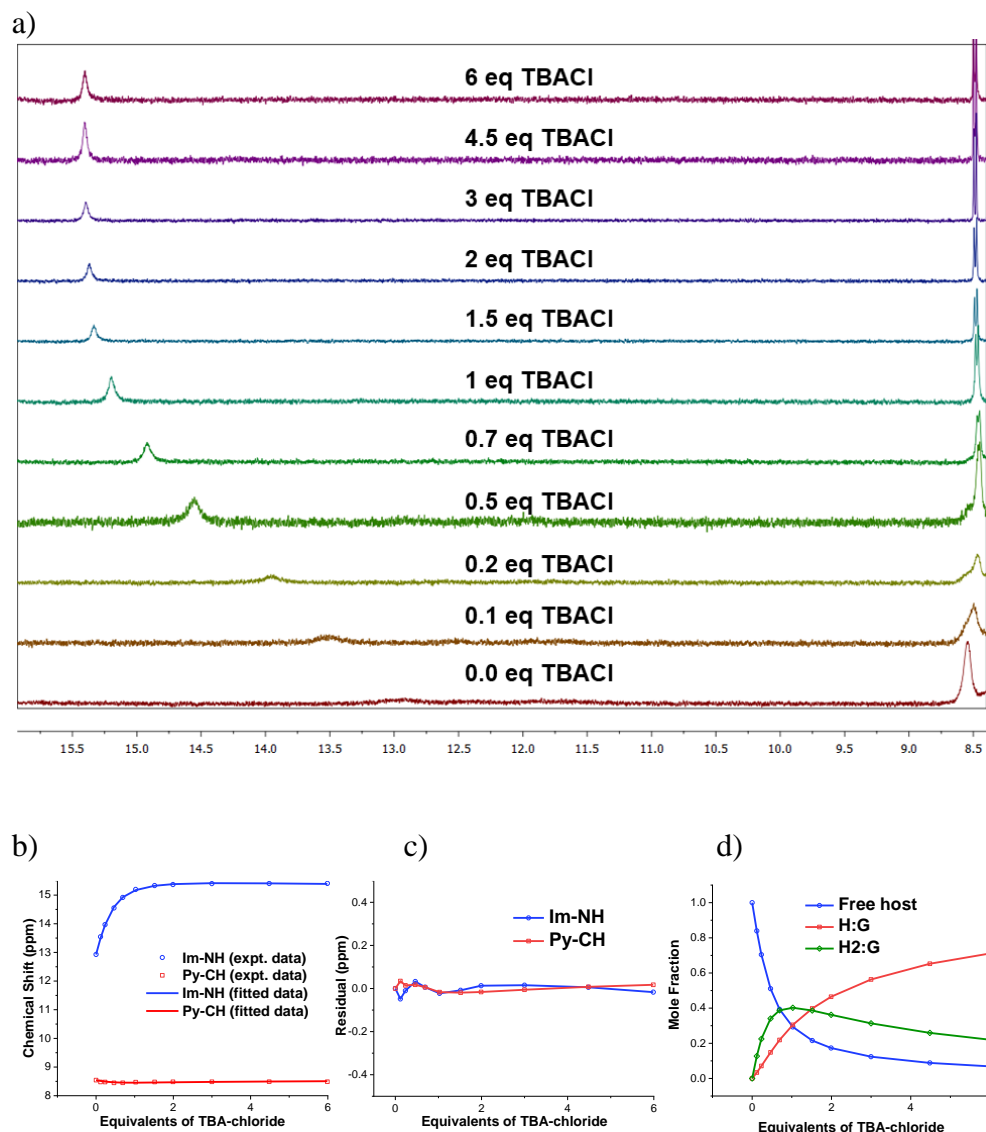 a)
6 eq TBACl
4.5 eq TBACl
3 eq TBACl
2 eq TBACl
1.5 eq TBACl
1 eq TBACl
0.7 eq TBACl
0.5 eq TBACl
0.2 eq TBACl
0.1 eq TBACl
0.0 eq TBACl
15.5 15.0 14.5 14.0 13.5 13.0 12.5 12.0 11.5 11.0 10.5 10.0 9.5 9.0 8.5
b)
Chemical Shift (ppm)
15
14
13
12
11
10
9
8
Im-NH (expt. data)
Py-CH (expt. data)
Im-NH (fitted data)
Py-CH (fitted data)
0 2 4 6
Equivalents of TBA-chloride
c)
Residual (ppm)
0.4
0.2
0.0
-0.2
-0.4
Im-NH
Py-CH
0 2 4 6
Equivalents of TBA-chloride
d)
Mole Fraction
1.0
0.8
0.6
0.4
0.2
0.0
Free host
H:G
H2:G
0 2 4
Equivalents of TBA-chloride